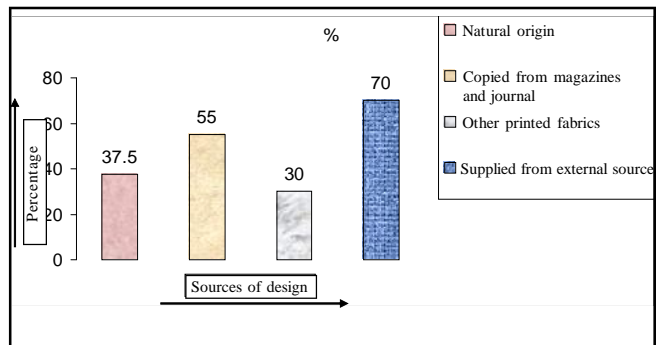 %
Natural origin
Copied from magazines
and journal
Other printed fabrics
Supplied from external source
80
60
40
20
0
Percentage
37.5
55
30
70
Sources of design